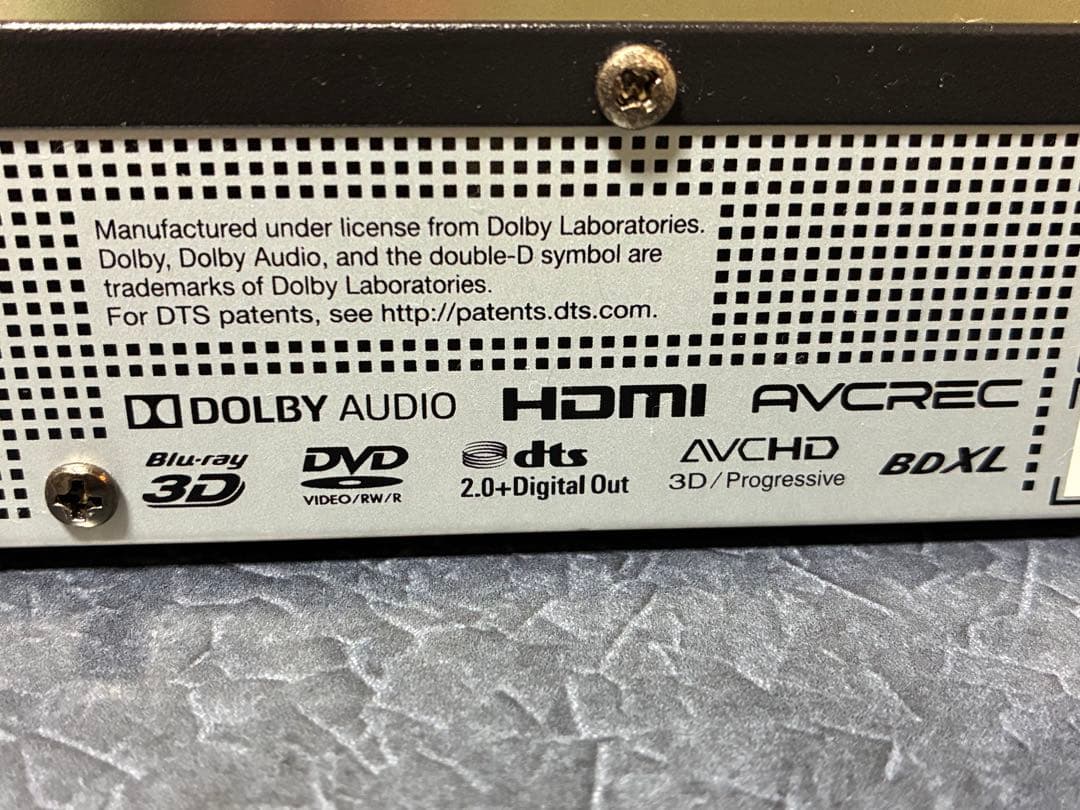 Manufactured under license from Dolby Laboratories.
Dolby, Dolby Audio, and the double-D symbol are
trademarks of Dolby Laboratories.
For DTS patents, see http://patents.dts.com.
DOLBY AUDIO HDMI AVCREC
Blu-ray 3D
DVD
VIDEO/RW/R
dts
2.0+Digital Out
AVCHD
3D/Progressive
BDXL